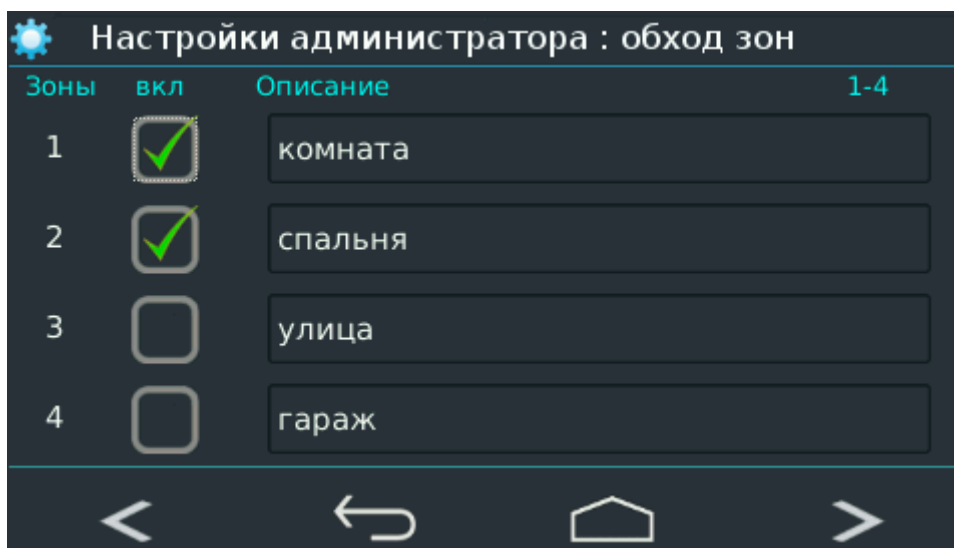 Настройки администратора : обход зон
Зоны вкл Описание 1-4
1 комната
2 спальня
3 улица
4 гараж